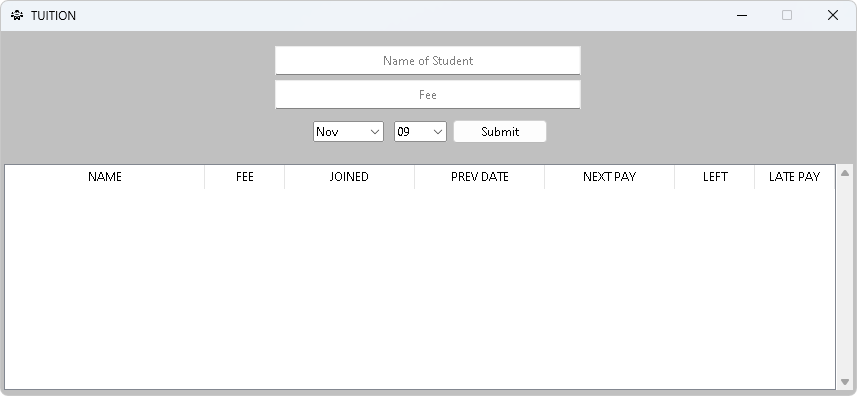 TUITION
Name of Student
Fee
Nov 09 Submit
NAME FEE JOINED PREV DATE NEXT PAY LEFT LATE PAY